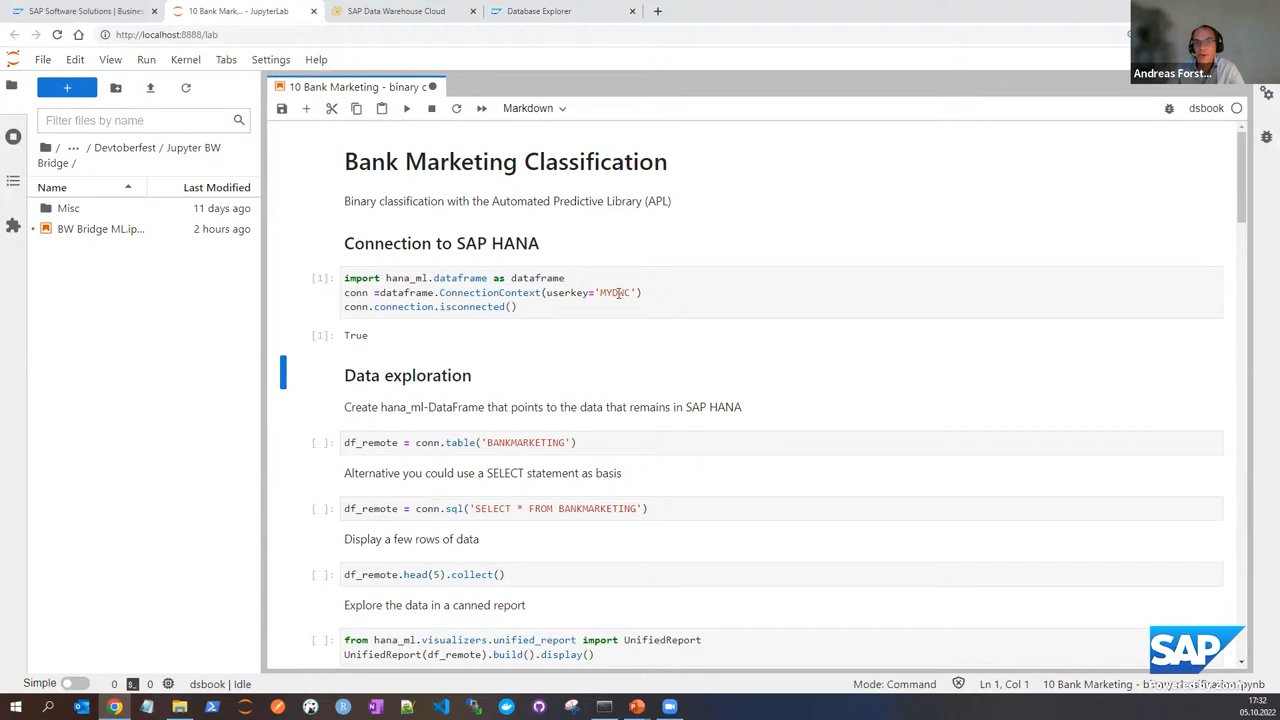 SAP Software Solutions | Busines
10 Bank Mark... - JupyterLab
SAP Data Warehouse Cloud
Database Explorer
http://localhost:8888/lab
File Edit View Run Kernel Tabs Settings Help
Andreas Forst...
10 Bank Marketing - binary c
Markdown
dsbook
Filter files by name
/ ... / Devtoberfest / Jupyter BW
Bridge /
Name Last Modified
Misc 11 days ago
BW Bridge ML.ip... 2 hours ago
Bank Marketing Classification
Binary classification with the Automated Predictive Library (APL)
Connection to SAP HANA
[1]: import hana_ml.dataframe as dataframe
conn =dataframe.ConnectionContext(userkey='MYDWC')
conn.connection.isconnected()
[1]: True
Data exploration
Create hana_ml-DataFrame that points to the data that remains in SAP HANA
[ ]: df_remote = conn.table('BANKMARKETING')
Alternative you could use a SELECT statement as basis
[ ]: df_remote = conn.sql('SELECT * FROM BANKMARKETING')
Display a few rows of data
[ ]: df_remote.head(5).collect()
Explore the data in a canned report
[ ]: from hana_ml.visualizers.unified_report import UnifiedReport
UnifiedReport(df_remote).build().display()
SAP
Simple 0 0 dsbook | Idle
Mode: Command Ln 1, Col 1 10 Bank Marketing - binary classification.ipynb
17:32
05.10.2022